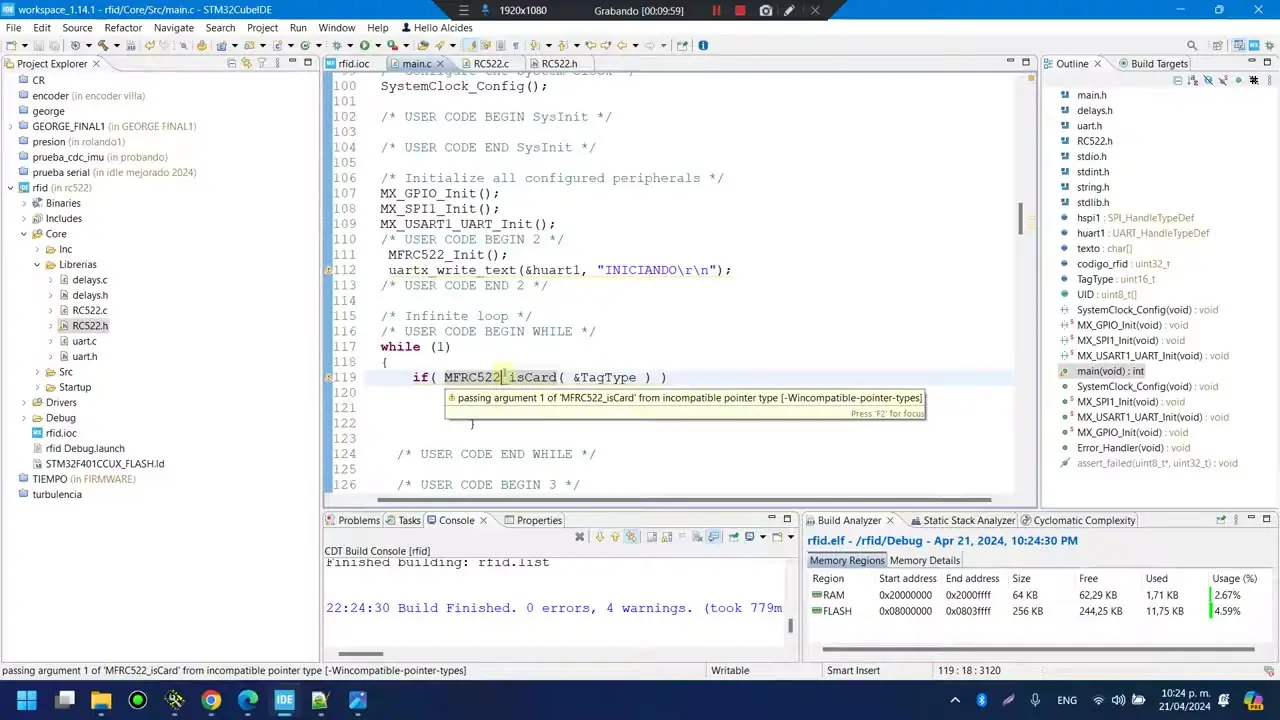 workspace_1.14.1 - rfid/Core/Src/main.c - STM32CubeIDE
1920x1080
Grabando (00:09:59)
File Edit Source Refactor Navigate Search Project Run Window Help Hello Alcides
Project Explorer
CR
encoder (in encoder villa)
george
GEORGE_FINAL1 (in GEORGE FINAL1)
presion (in rolando1)
prueba_cdc_imu (in probando)
prueba serial (in idle mejorado 2024)
rfid (in rc522)
Binaries
Includes
Core
Inc
Librerias
delays.c
delays.h
RC522.c
RC522.h
uart.c
uart.h
Src
Startup
Drivers
Debug
rfid.ioc
rfid Debug.launch
STM32F401CCUX_FLASH.ld
TIEMPO (in FIRMWARE)
turbulencia
rfid.ioc main.c RC522.c RC522.h
99 /* Configure the system clock */
100 SystemClock_Config();
101
102 /* USER CODE BEGIN SysInit */
103
104 /* USER CODE END SysInit */
105
106 /* Initialize all configured peripherals */
107 MX_GPIO_Init();
108 MX_SPI1_Init();
109 MX_USART1_UART_Init();
110 /* USER CODE BEGIN 2 */
111 MFRC522_Init();
112 uartx_write_text(&huart1, "INICIANDO\r\n");
113 /* USER CODE END 2 */
114
115 /* Infinite loop */
116 /* USER CODE BEGIN WHILE */
117 while (1)
118 {
119 if( MFRC522_isCard( &TagType ) )
120
passing argument 1 of 'MFRC522_isCard' from incompatible pointer type [-Wincompatible-pointer-types]
121
Press 'F2' for focus
122 }
123
124 /* USER CODE END WHILE */
125
126 /* USER CODE BEGIN 3 */
Outline Build Targets
main.h
delays.h
uart.h
RC522.h
stdio.h
stdint.h
string.h
stdlib.h
hspi1 : SPI_HandleTypeDef
huart1 : UART_HandleTypeDef
texto : char[]
codigo_rfid : uint32_t
TagType : uint16_t
UID : uint8_t[]
SystemClock_Config(void) : void
MX_GPIO_Init(void) : void
MX_SPI1_Init(void) : void
MX_USART1_UART_Init(void) : void
main(void) : int
SystemClock_Config(void) : void
MX_SPI1_Init(void) : void
MX_USART1_UART_Init(void) : void
MX_GPIO_Init(void) : void
Error_Handler(void) : void
assert_failed(uint8_t*, uint32_t) : void
Problems Tasks Console Properties
CDT Build Console [rfid]
Finished building: rfid.list
22:24:30 Build Finished. 0 errors, 4 warnings. (took 779m
Build Analyzer Static Stack Analyzer Cyclomatic Complexity
rfid.elf - /rfid/Debug - Apr 21, 2024, 10:24:30 PM
Memory Regions Memory Details
Region Start address End address Size Free Used Usage (%)
RAM 0x20000000 0x2000ffff 64 KB 62,29 KB 1,71 KB 2.67%
FLASH 0x08000000 0x0803ffff 256 KB 244,25 KB 11,75 KB 4.59%
passing argument 1 of 'MFRC522_isCard' from incompatible pointer type [-Wincompatible-pointer-types]
Writable
Smart Insert
119 : 18 : 3120
IDE
ENG
10:24 p. m.
21/04/2024